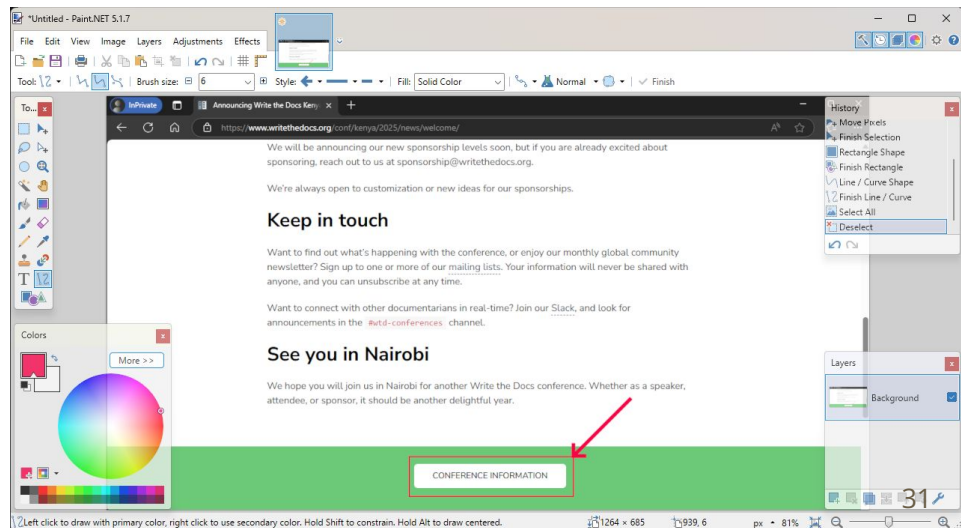 *Untitled - Paint.NET 5.1.7
File Edit View Image Layers Adjustments Effects
Tool: Brush size: 6 Style: Fill: Solid Color Normal Finish
To...
InPrivate Announcing Write the Docs Keny
https://www.writethedocs.org/conf/kenya/2025/news/welcome/
We will be announcing our new sponsorship levels soon, but if you are already excited about
sponsoring, reach out to us at sponsorship@writethedocs.org.
We're always open to customization or new ideas for our sponsorships.
Keep in touch
Want to find out what's happening with the conference, or enjoy our monthly global community
newsletter? Sign up to one or more of our mailing lists. Your information will never be shared with
anyone, and you can unsubscribe at any time.
Want to connect with other documentarians in real-time? Join our Slack, and look for
announcements in the #wtd-conferences channel.
See you in Nairobi
We hope you will join us in Nairobi for another Write the Docs conference. Whether as a speaker,
attendee, or sponsor, it should be another delightful year.
CONFERENCE INFORMATION
History
Move Pixels
Finish Selection
Rectangle Shape
Finish Rectangle
Line / Curve Shape
Finish Line / Curve
Select All
Deselect
Colors
More >>
Layers
Background
31
Left click to draw with primary color, right click to use secondary color. Hold Shift to constrain. Hold Alt to draw centered. 1264 × 685 939, 6 px 81%